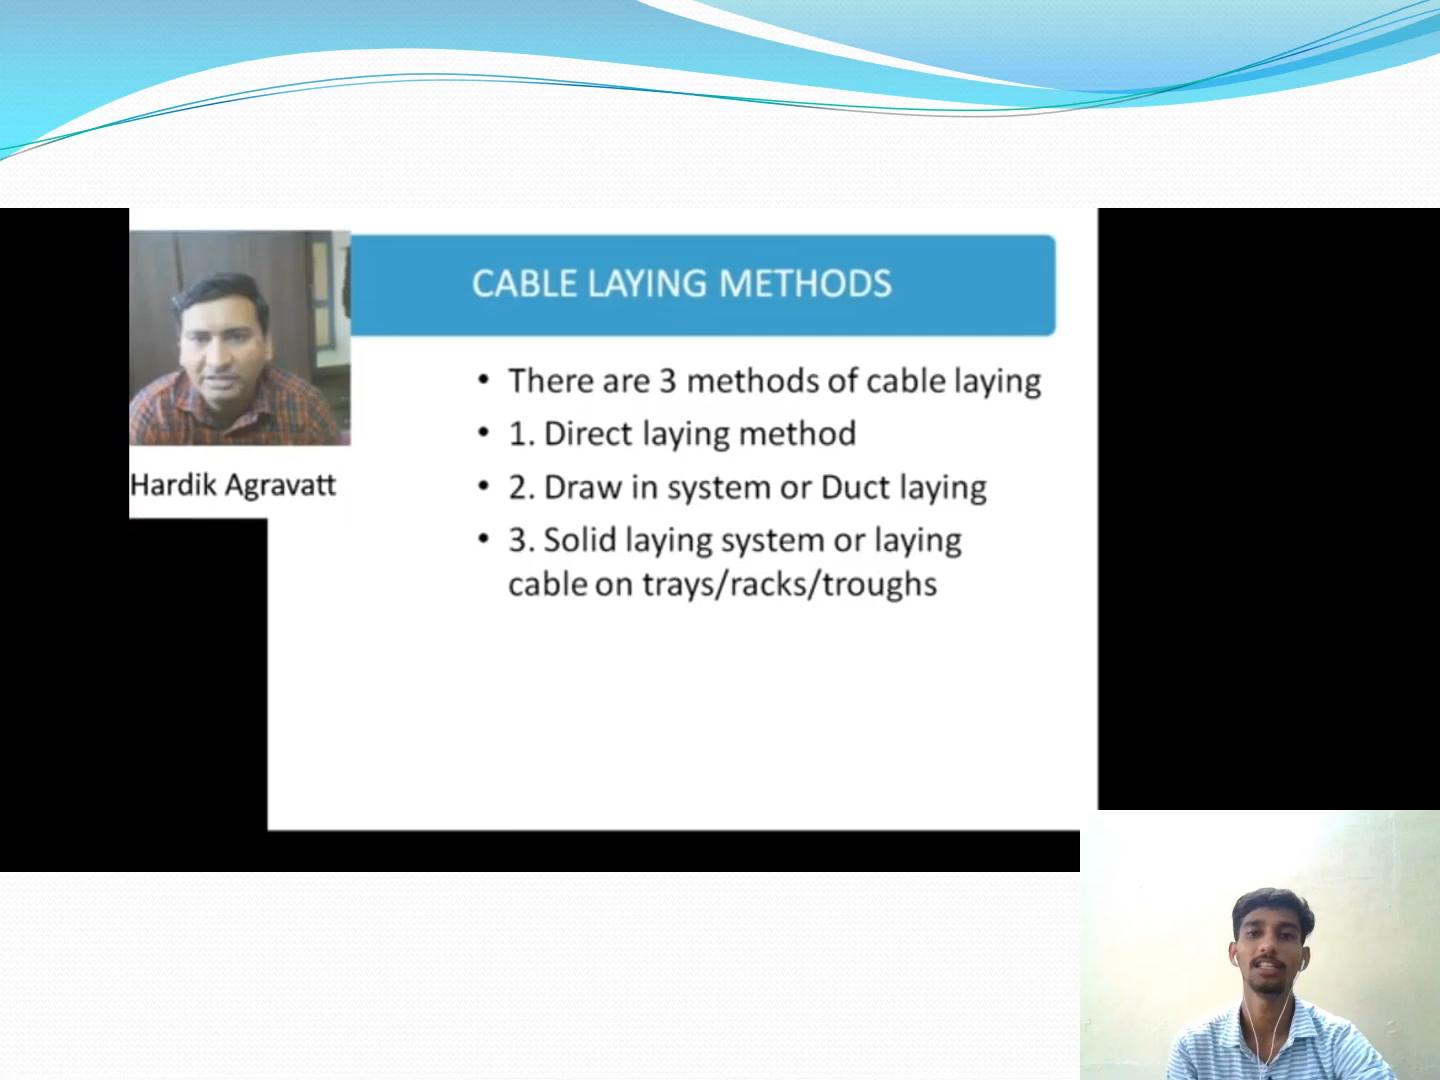 CABLE LAYING METHODS
Hardik Agravatt
• There are 3 methods of cable laying
• 1. Direct laying method
• 2. Draw in system or Duct laying
• 3. Solid laying system or laying
cable on trays/racks/troughs